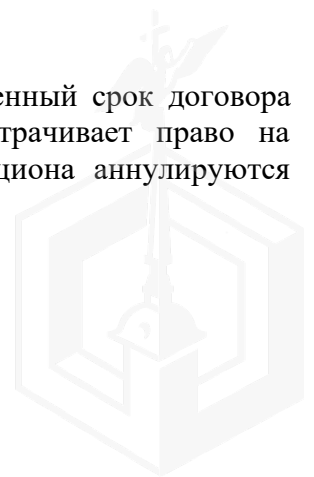 енный срок договора
трачивает право на
циона аннулируются